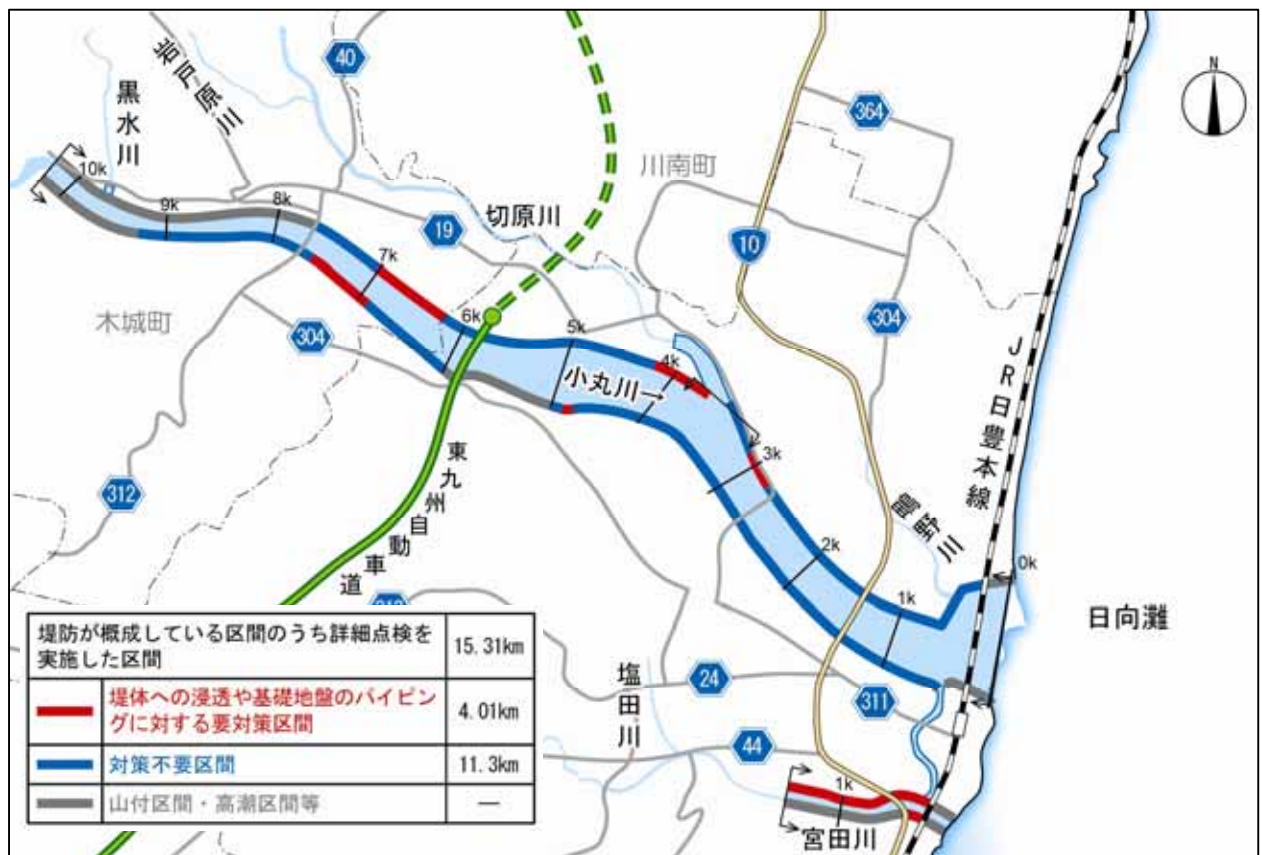 N
40
岩戸原川
黒水川
364
川南町
10k
9k
8k
切原川
19
10
7k
木城町
6k
5k
304
304
4k
小丸川→
JR日豊本線
3k
312
東九州自動車道
2k
0k
1k
日向灘
堤防が概成している区間のうち詳細点検を
実施した区間
15.31km
堤体への浸透や基礎地盤のパイピン
グに対する要対策区間
4.01km
対策不要区間
11.3km
山付区間・高潮区間等
―
塩田川
24
311
44
1k
宮田川